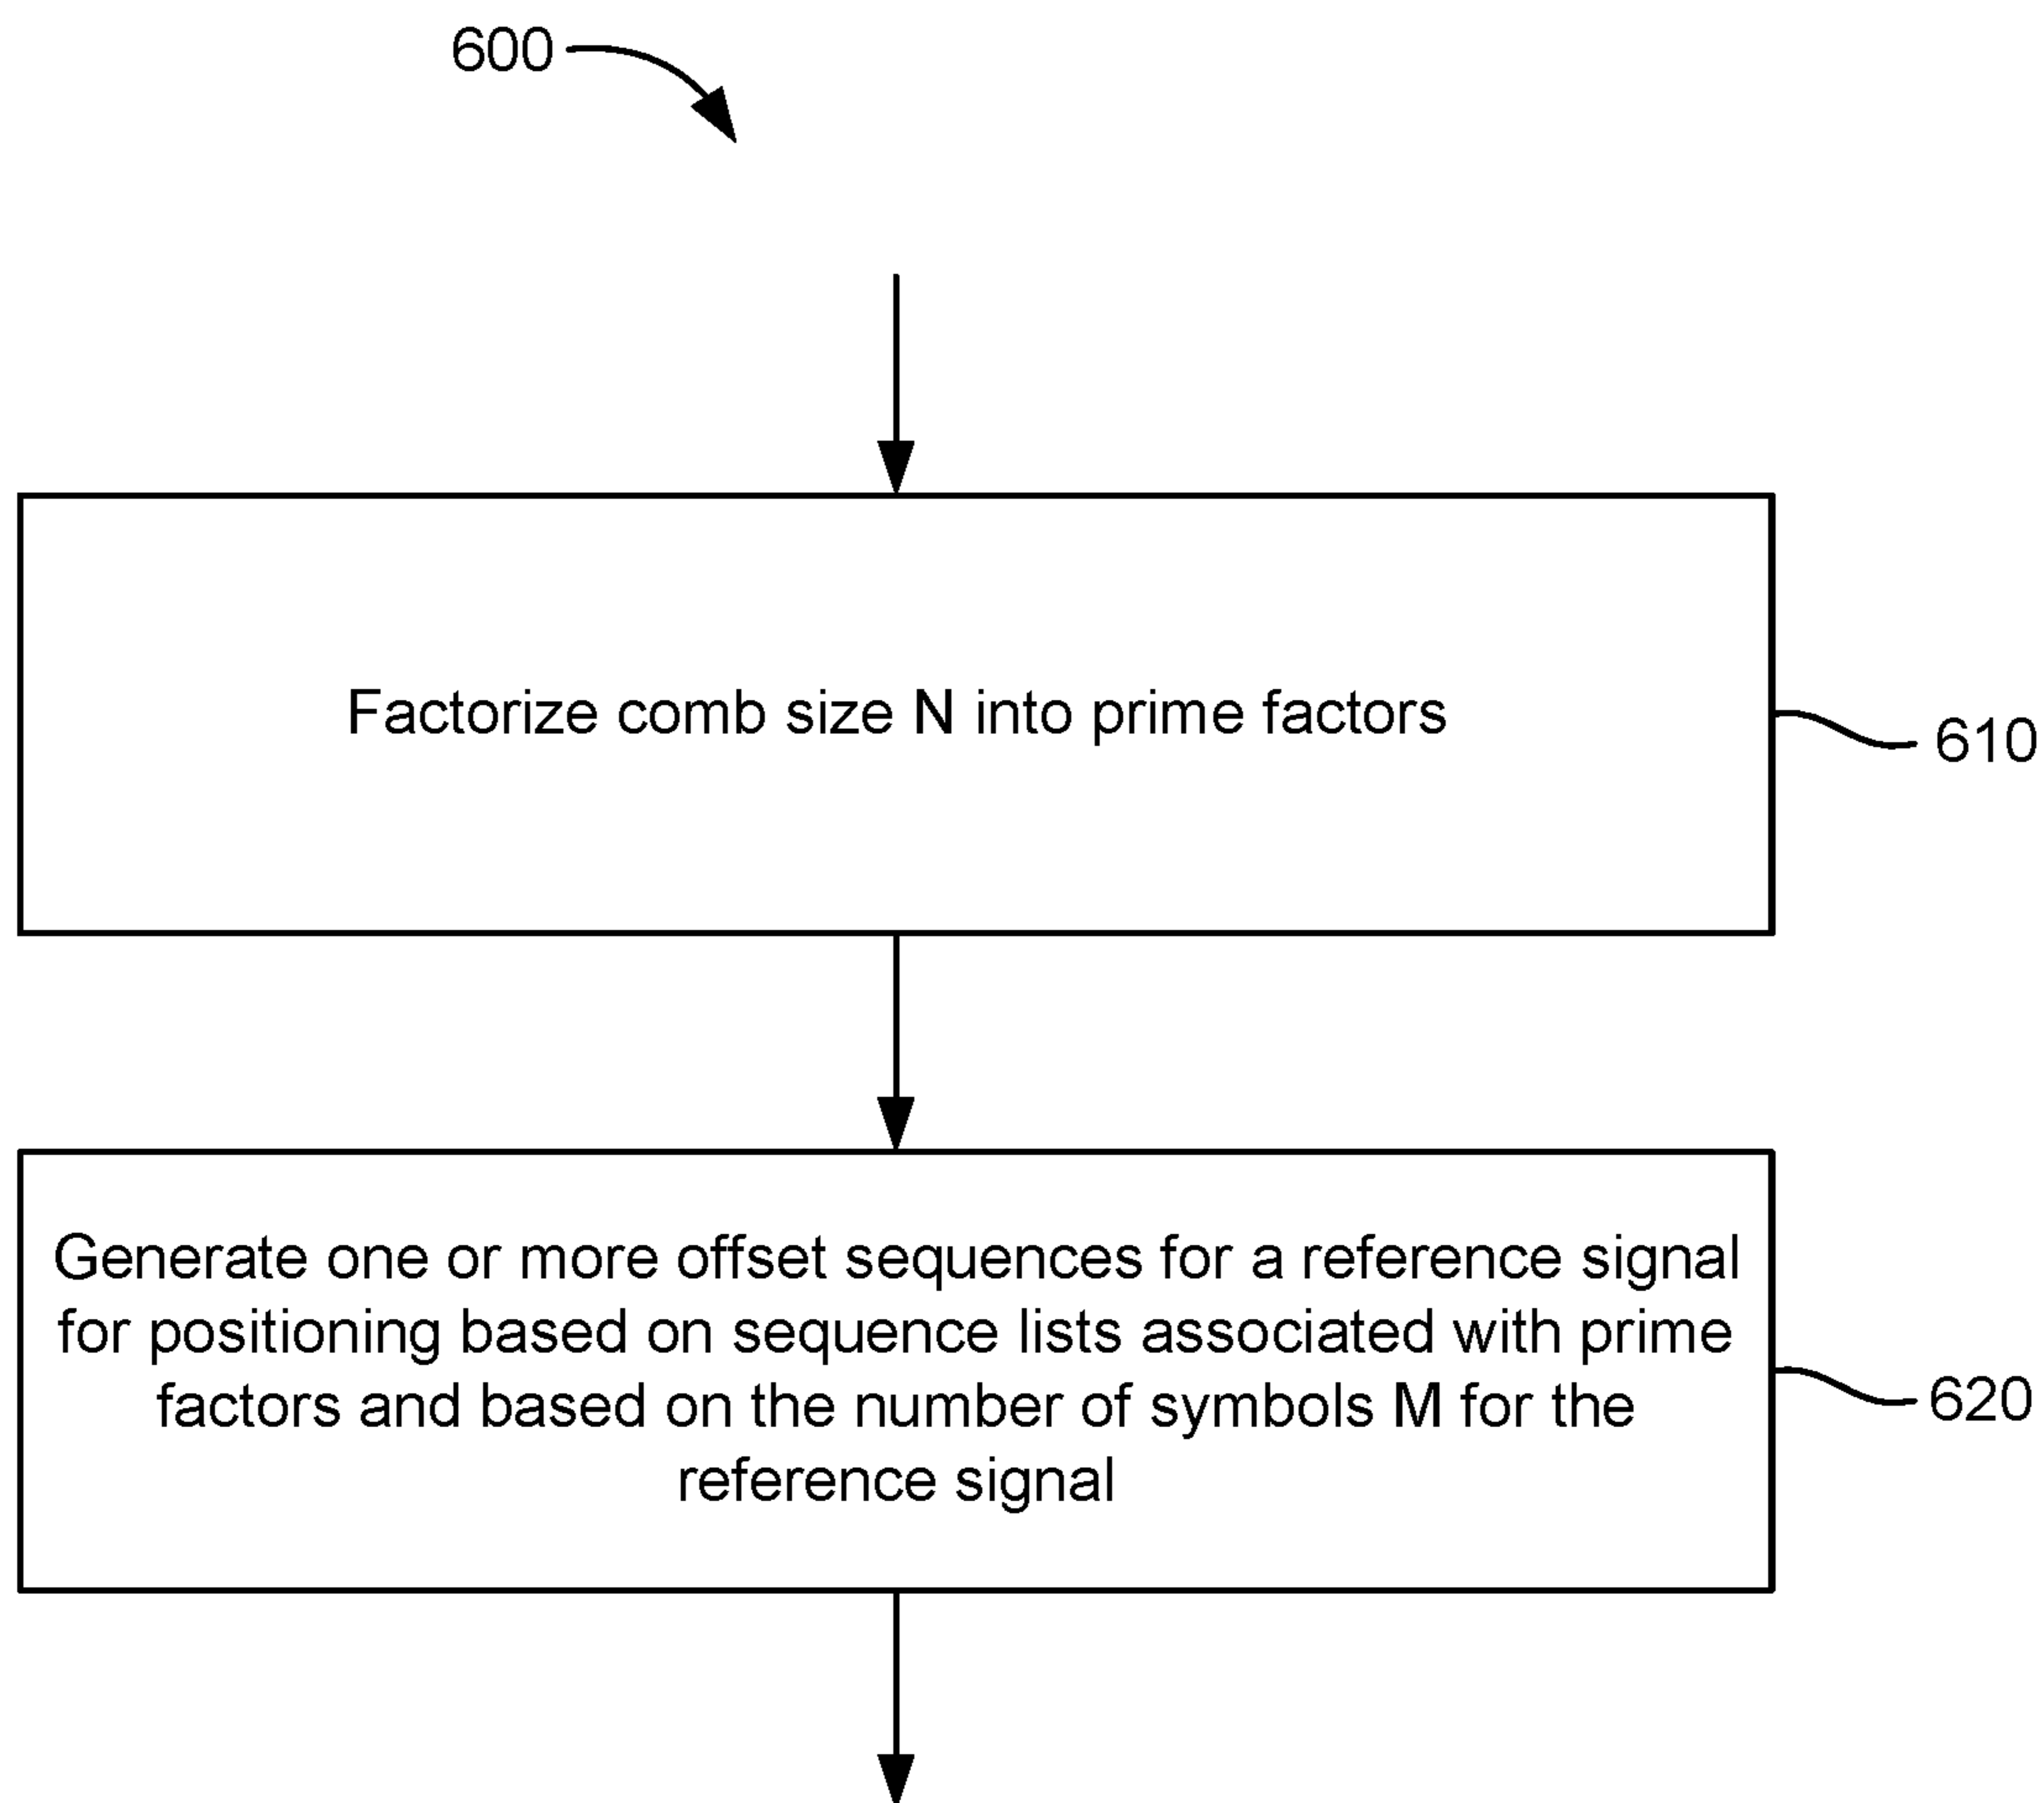 600
Factorize comb size N into prime factors
610
Generate one or more offset sequences for a reference signal
for positioning based on sequence lists associated with prime
factors and based on the number of symbols M for the
reference signal
620